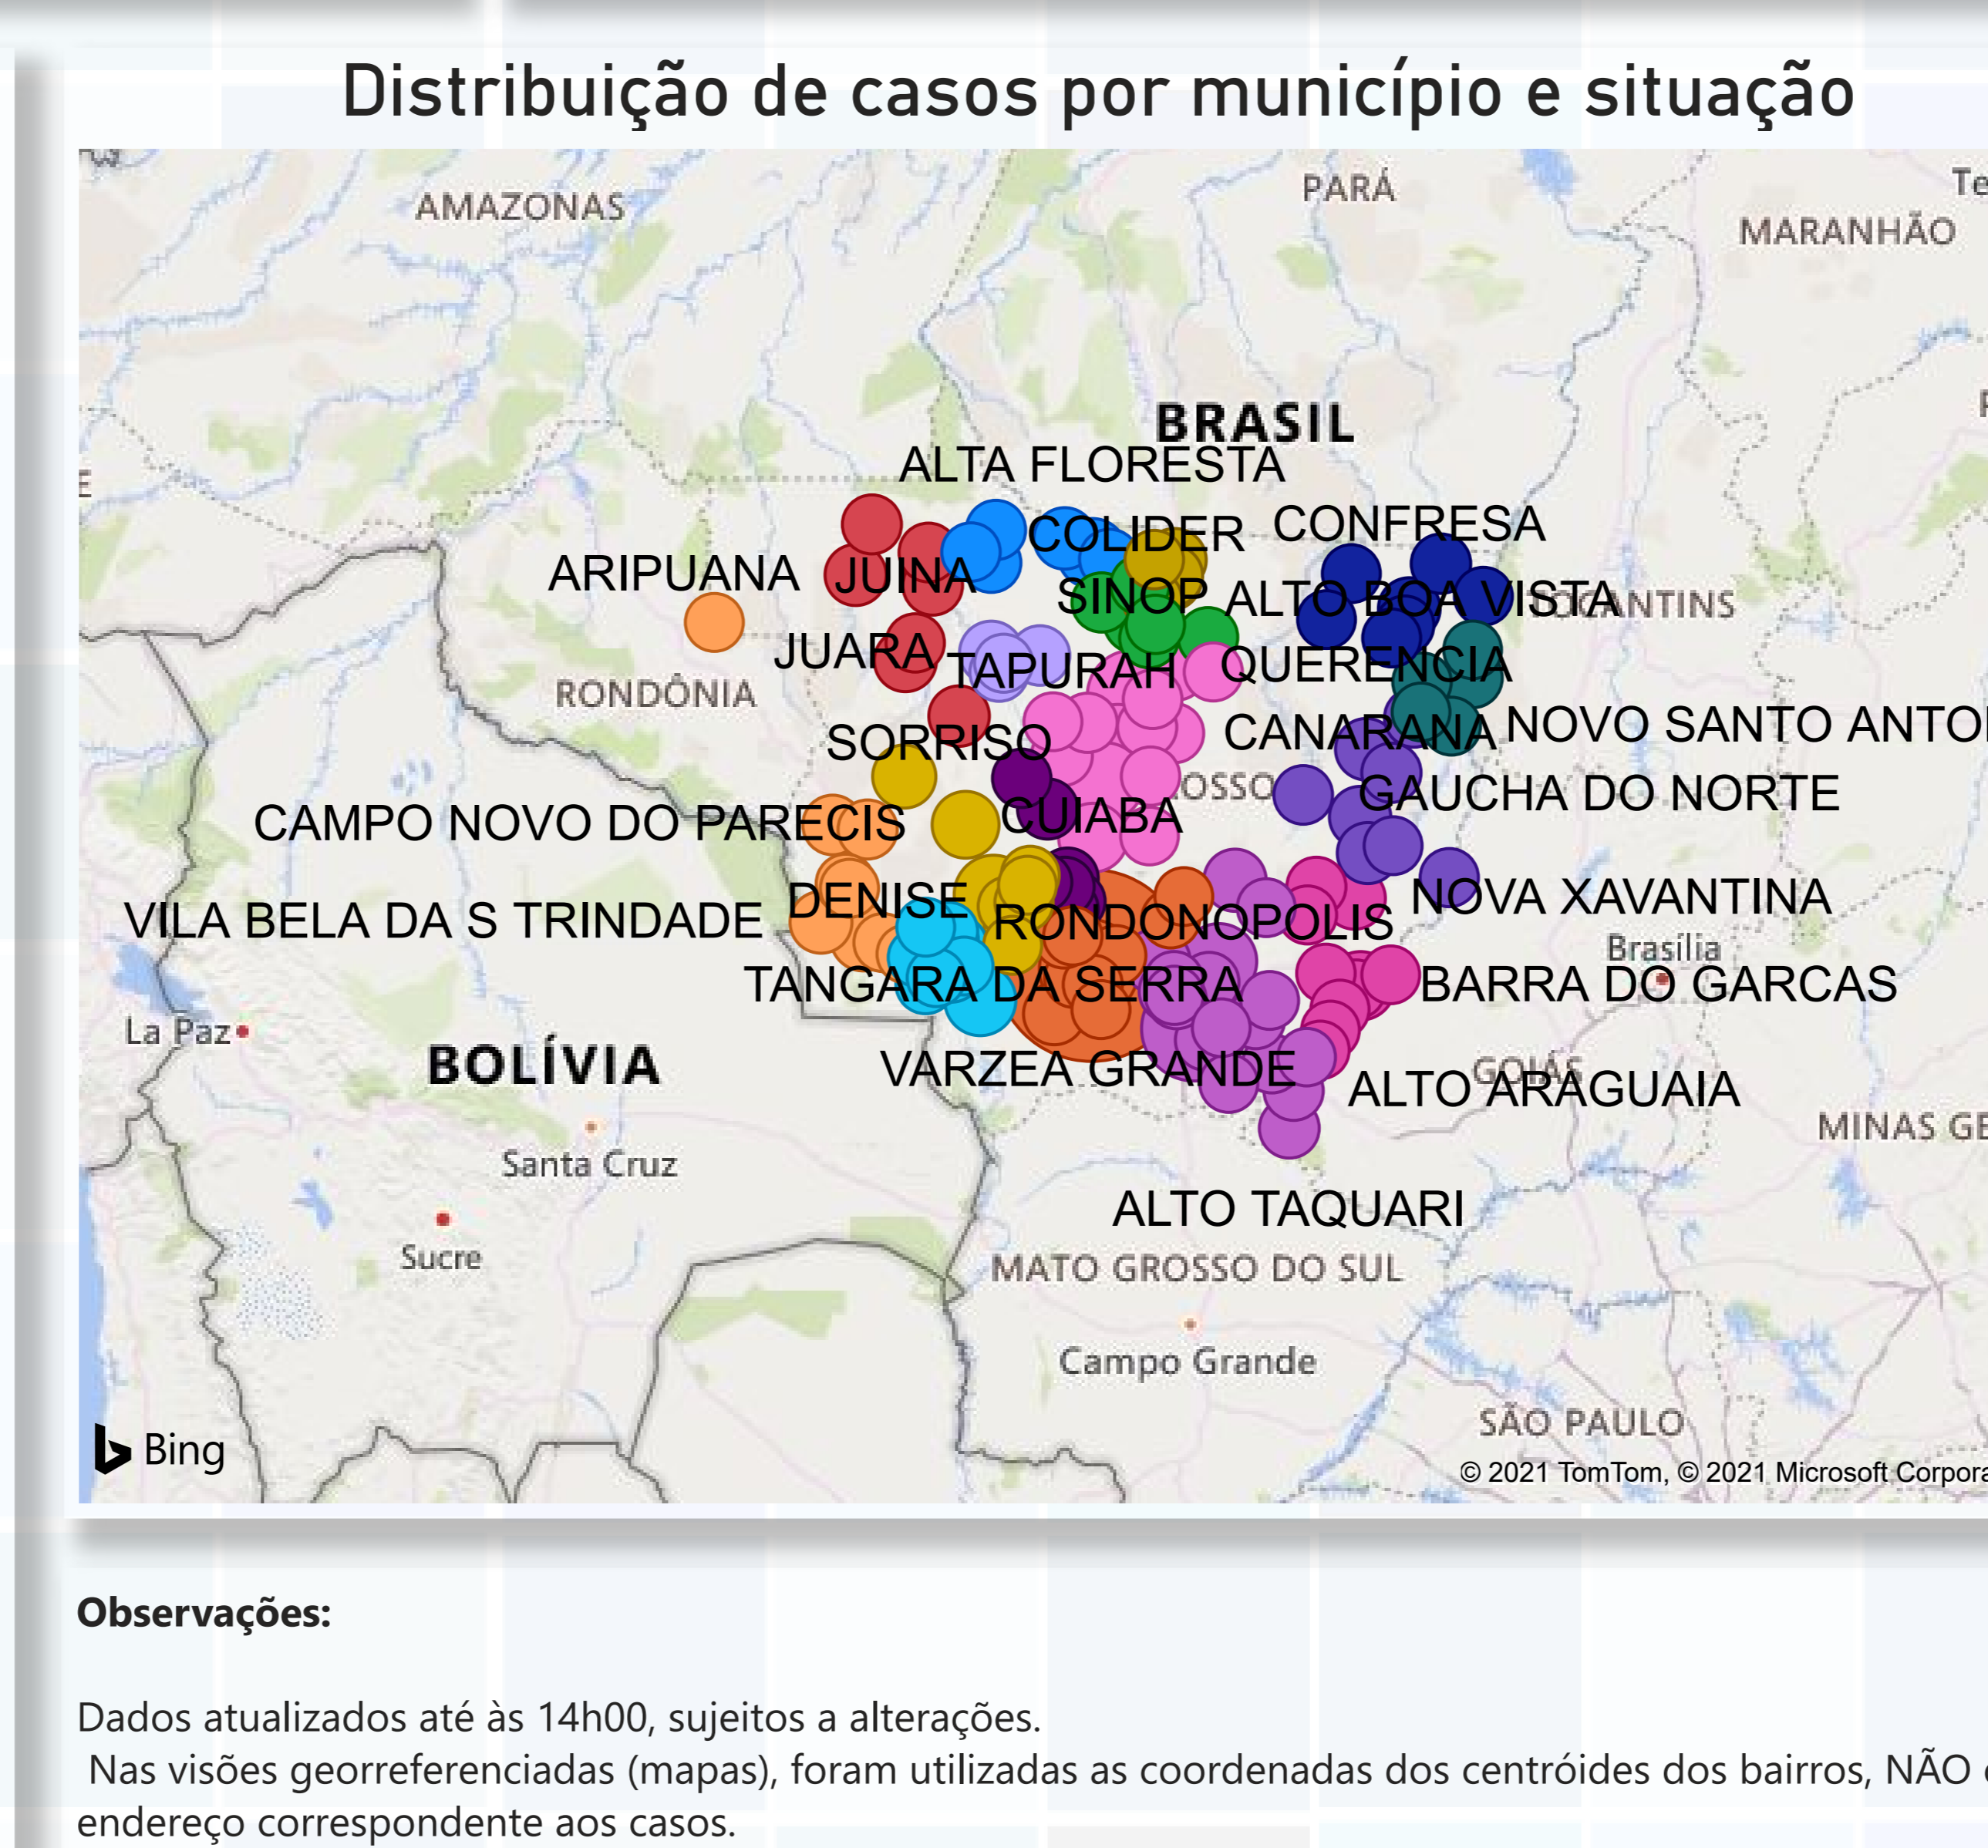 Distribuição de casos por município e situação
AMAZONAS
PARÁ
MARANHÃO
BRASIL
ALTA FLORESTA
COLIDER
CONFRESA
ARIPUANA
JUINA
SINOP
ALTO BOA VISTA
JUARA
TAPURAH
QUERENCIA
RONDÔNIA
SORRISO
CANARANA
NOVO SANTO ANTO
OSSO
GAUCHA DO NORTE
CAMPO NOVO DO PARECIS
CUIABA
DENISE
NOVA XAVANTINA
VILA BELA DA S TRINDADE
RONDONOPOLIS
Brasília
TANGARA DA SERRA
BARRA DO GARCAS
La Paz
BOLÍVIA
VARZEA GRANDE
GOIÁS
ALTO ARAGUAIA
MINAS GE
Santa Cruz
ALTO TAQUARI
Sucre
MATO GROSSO DO SUL
Campo Grande
SÃO PAULO
Bing
© 2021 TomTom, © 2021 Microsoft Corpora
Observações:
Dados atualizados até às 14h00, sujeitos a alterações.
Nas visões georreferenciadas (mapas), foram utilizadas as coordenadas dos centróides dos bairros, NÃO
endereço correspondente aos casos.